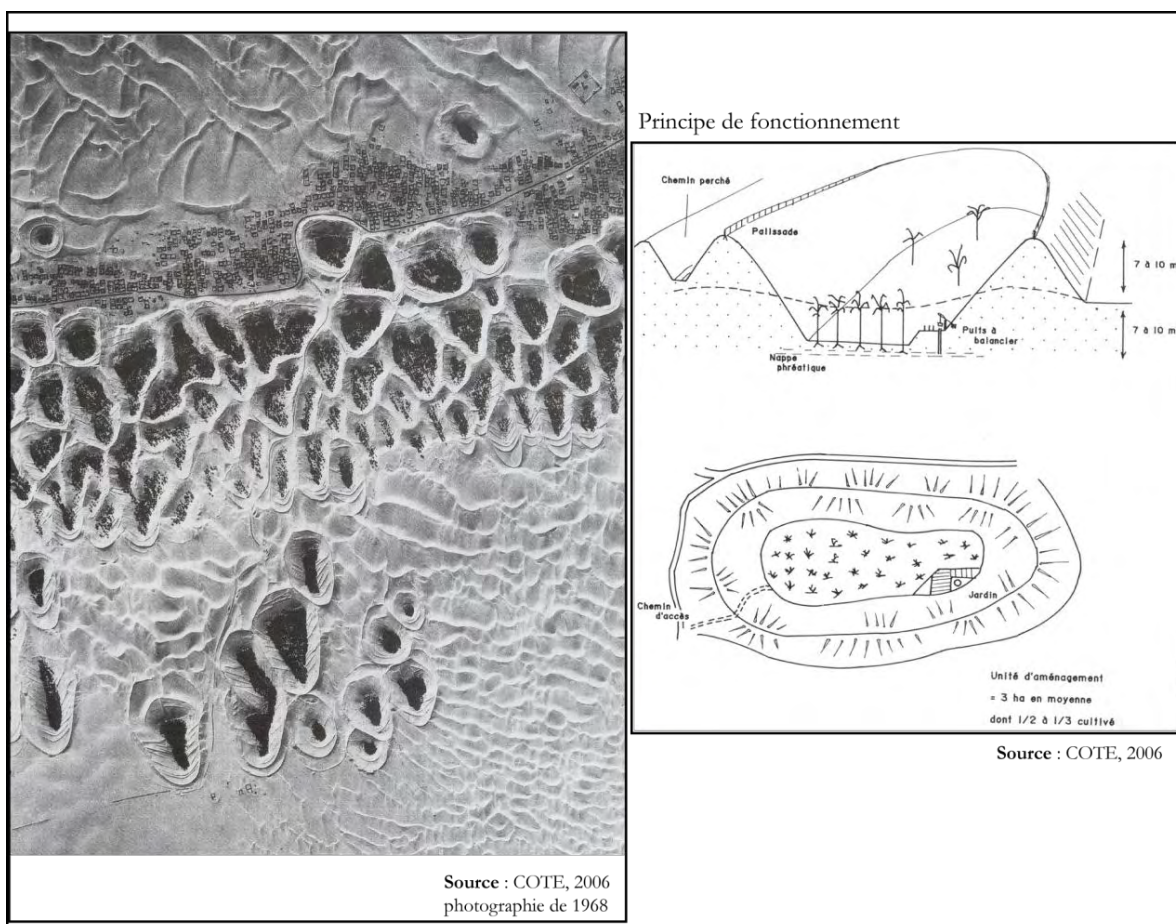 Source : COTE, 2006
photographie de 1968
Principe de fonctionnement
Chemin perché
Palissade
7 à 10 m
7 à 10 m
Puits à
balancier
Nappe
phréatique
Jardin
Chemin
d'accès
Unité d'aménagement
= 3 ha en moyenne
dont 1/2 à 1/3 cultivé
Source : COTE, 2006